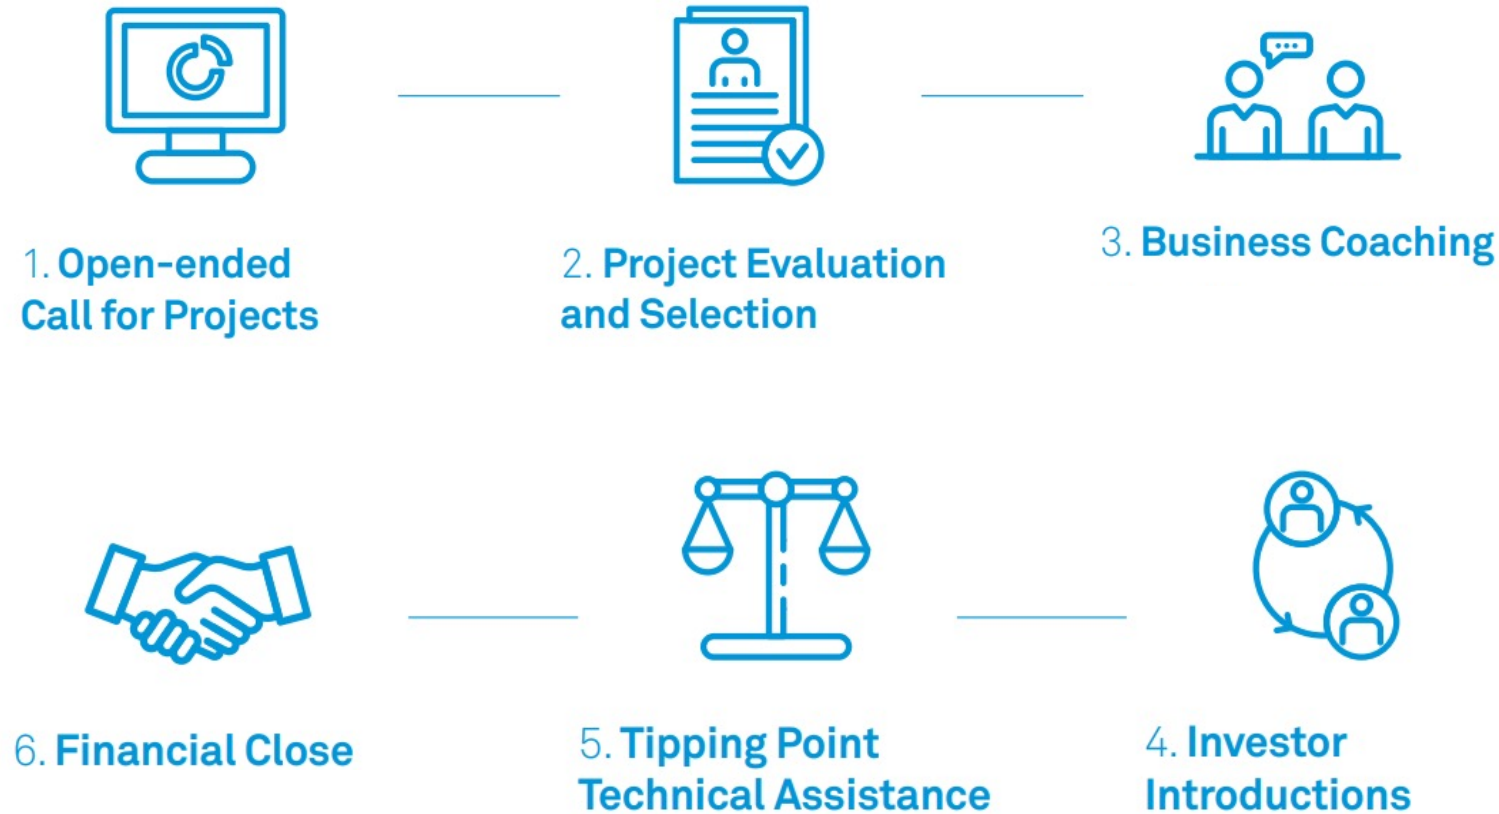 1. Open-ended
Call for Projects
2. Project Evaluation
and Selection
3. Business Coaching
4. Investor
Introductions
5. Tipping Point
Technical Assistance
6. Financial Close